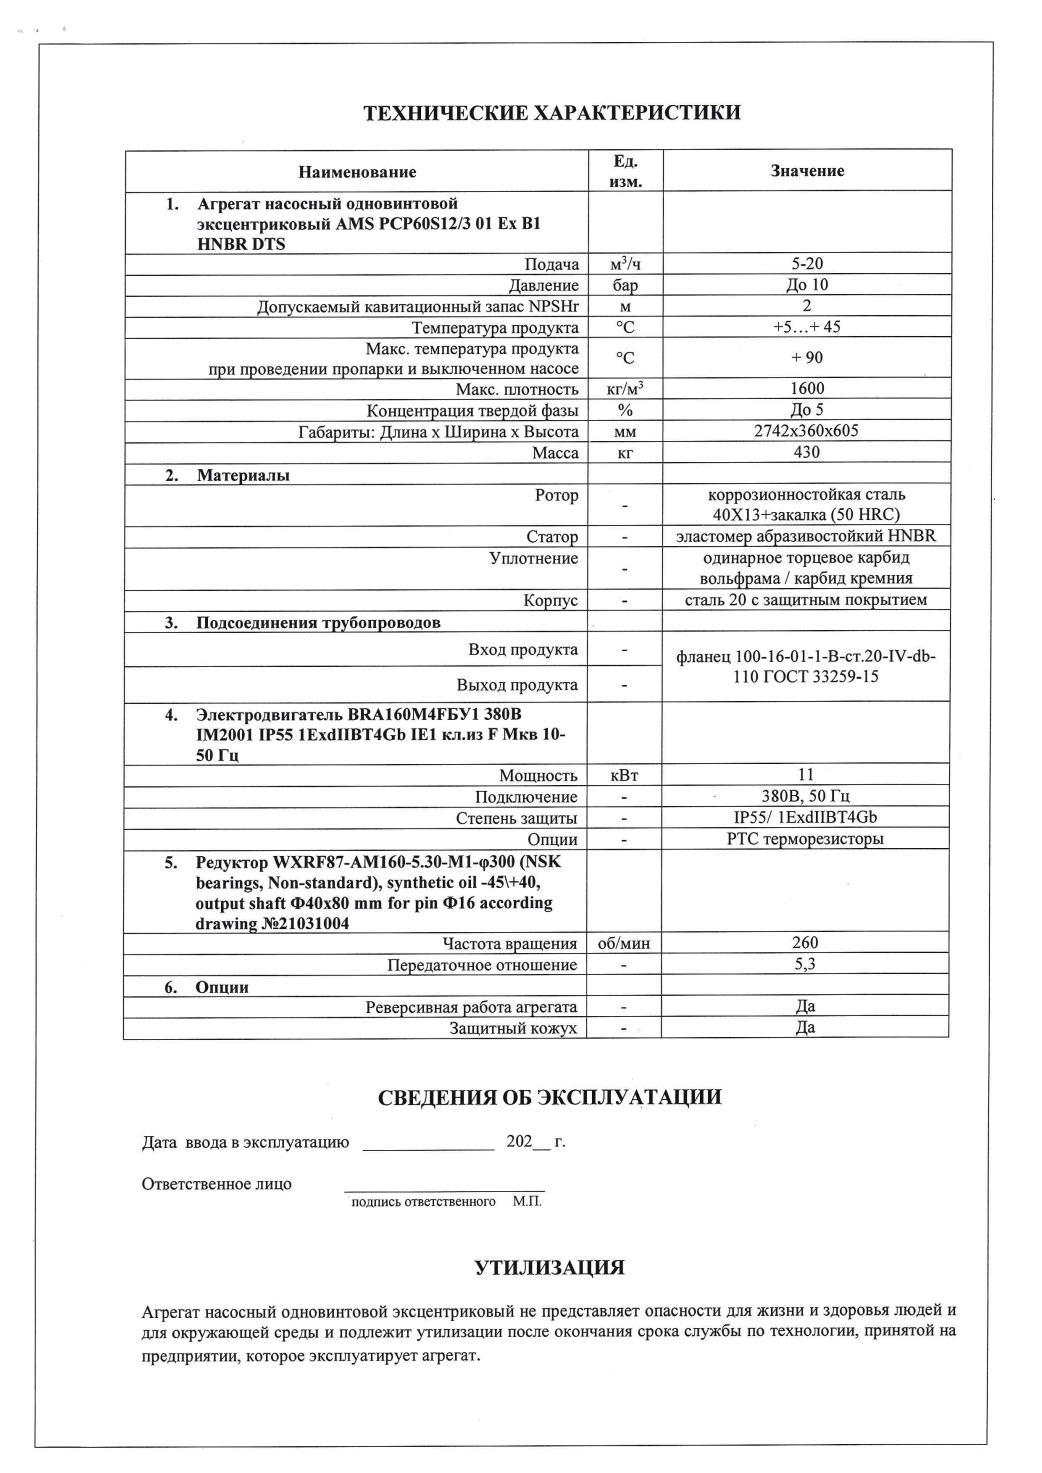 ТЕХНИЧЕСКИЕ ХАРАКТЕРИСТИКИ
Наименование Ед. изм. Значение
1. Агрегат насосный одновинтовой
эксцентриковый AMS PCP60S12/3 01 Ex B1
HNBR DTS
Подача м³/ч 5-20
Давление бар До 10
Допускаемый кавитационный запас NPSHr м 2
Температура продукта °С +5…+ 45
Макс. температура продукта
при проведении пропарки и выключенном насосе °С + 90
Макс. плотность кг/м³ 1600
Концентрация твердой фазы % До 5
Габариты: Длина х Ширина х Высота мм 2742х360х605
Масса кг 430
2. Материалы
Ротор - коррозионностойкая сталь
40Х13+закалка (50 HRC)
Статор - эластомер абразивостойкий HNBR
Уплотнение - одинарное торцевое карбид
вольфрама / карбид кремния
Корпус - сталь 20 с защитным покрытием
3. Подсоединения трубопроводов
Вход продукта - фланец 100-16-01-1-В-ст.20-IV-db-
Выход продукта - 110 ГОСТ 33259-15
4. Электродвигатель BRA160M4FБУ1 380В
IM2001 IP55 1ExdIIBT4Gb IE1 кл.из F Мкв 10-
50 Гц
Мощность кВт 11
Подключение - 380В, 50 Гц
Степень защиты - IP55/ 1ExdIIBT4Gb
Опции - РТС терморезисторы
5. Редуктор WXRF87-AM160-5.30-M1-φ300 (NSK
bearings, Non-standard), synthetic oil -45\+40,
output shaft Ф40х80 mm for pin Ф16 according
drawing №21031004
Частота вращения об/мин 260
Передаточное отношение - 5,3
6. Опции
Реверсивная работа агрегата - Да
Защитный кожух - Да
СВЕДЕНИЯ ОБ ЭКСПЛУАТАЦИИ
Дата ввода в эксплуатацию ________________ 202__ г.
Ответственное лицо ________________________
подпись ответственного М.П.
УТИЛИЗАЦИЯ
Агрегат насосный одновинтовой эксцентриковый не представляет опасности для жизни и здоровья людей и
для окружающей среды и подлежит утилизации после окончания срока службы по технологии, принятой на
предприятии, которое эксплуатирует агрегат.